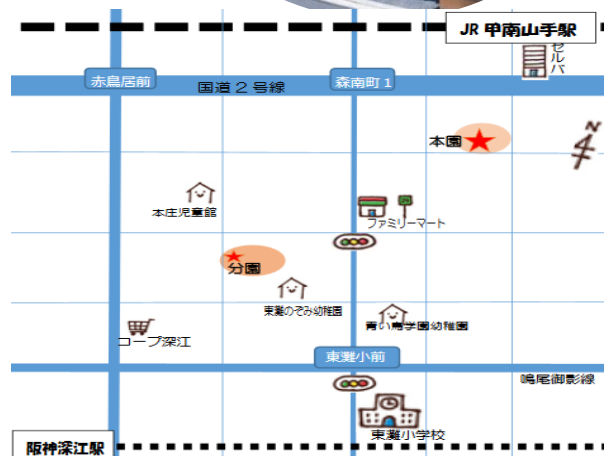 JR 甲南山手駅
セルバ
赤鳥居前
国道2号線
森南町1
N
本園
本庄児童館
ファミリーマート
分園
東灘のぞみ幼稚園
青い鳥学園幼稚園
コープ深江
東灘小前
鳴尾御影線
東灘小学校
阪神深江駅